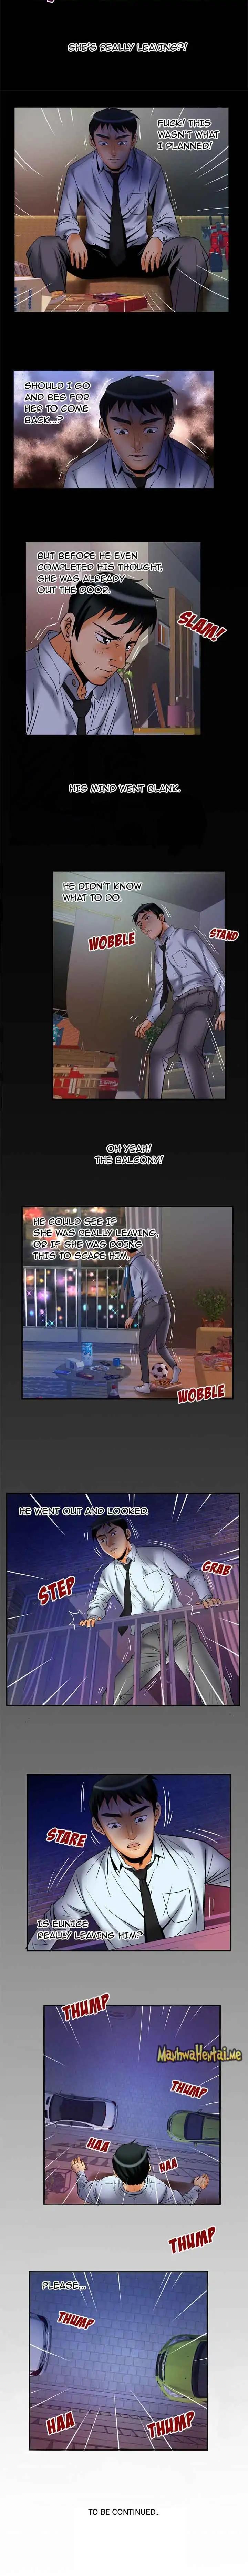 SHE'S REALLY LEAVING?!
FUCK! THIS
WASN'T WHAT
I PLANNED!
SHOULD I GO
AND BEG FOR
HER TO COME
BACK...?
BUT BEFORE HE EVEN
COMPLETED HIS THOUGHT,
SHE WAS ALREADY
OUT THE DOOR.
SLAM!
HIS MIND WENT BLANK.
HE DIDN'T KNOW
WHAT TO DO.
STAND
WOBBLE
OH YEAH!
THE BALCONY!
HE COULD SEE IF
SHE WAS REALLY LEAVING,
OR IF SHE WAS DOING
THIS TO SCARE HIM.
WOBBLE
HE WENT OUT AND LOOKED.
GRAB
STEP
STARE
IS EUNICE
REALLY LEAVING HIM?
THUMP
ManhwaHentai.me
THUMP
HAA
HAA
THUMP
PLEASE...
THUMP
HAA
THUMP
TO BE CONTINUED...